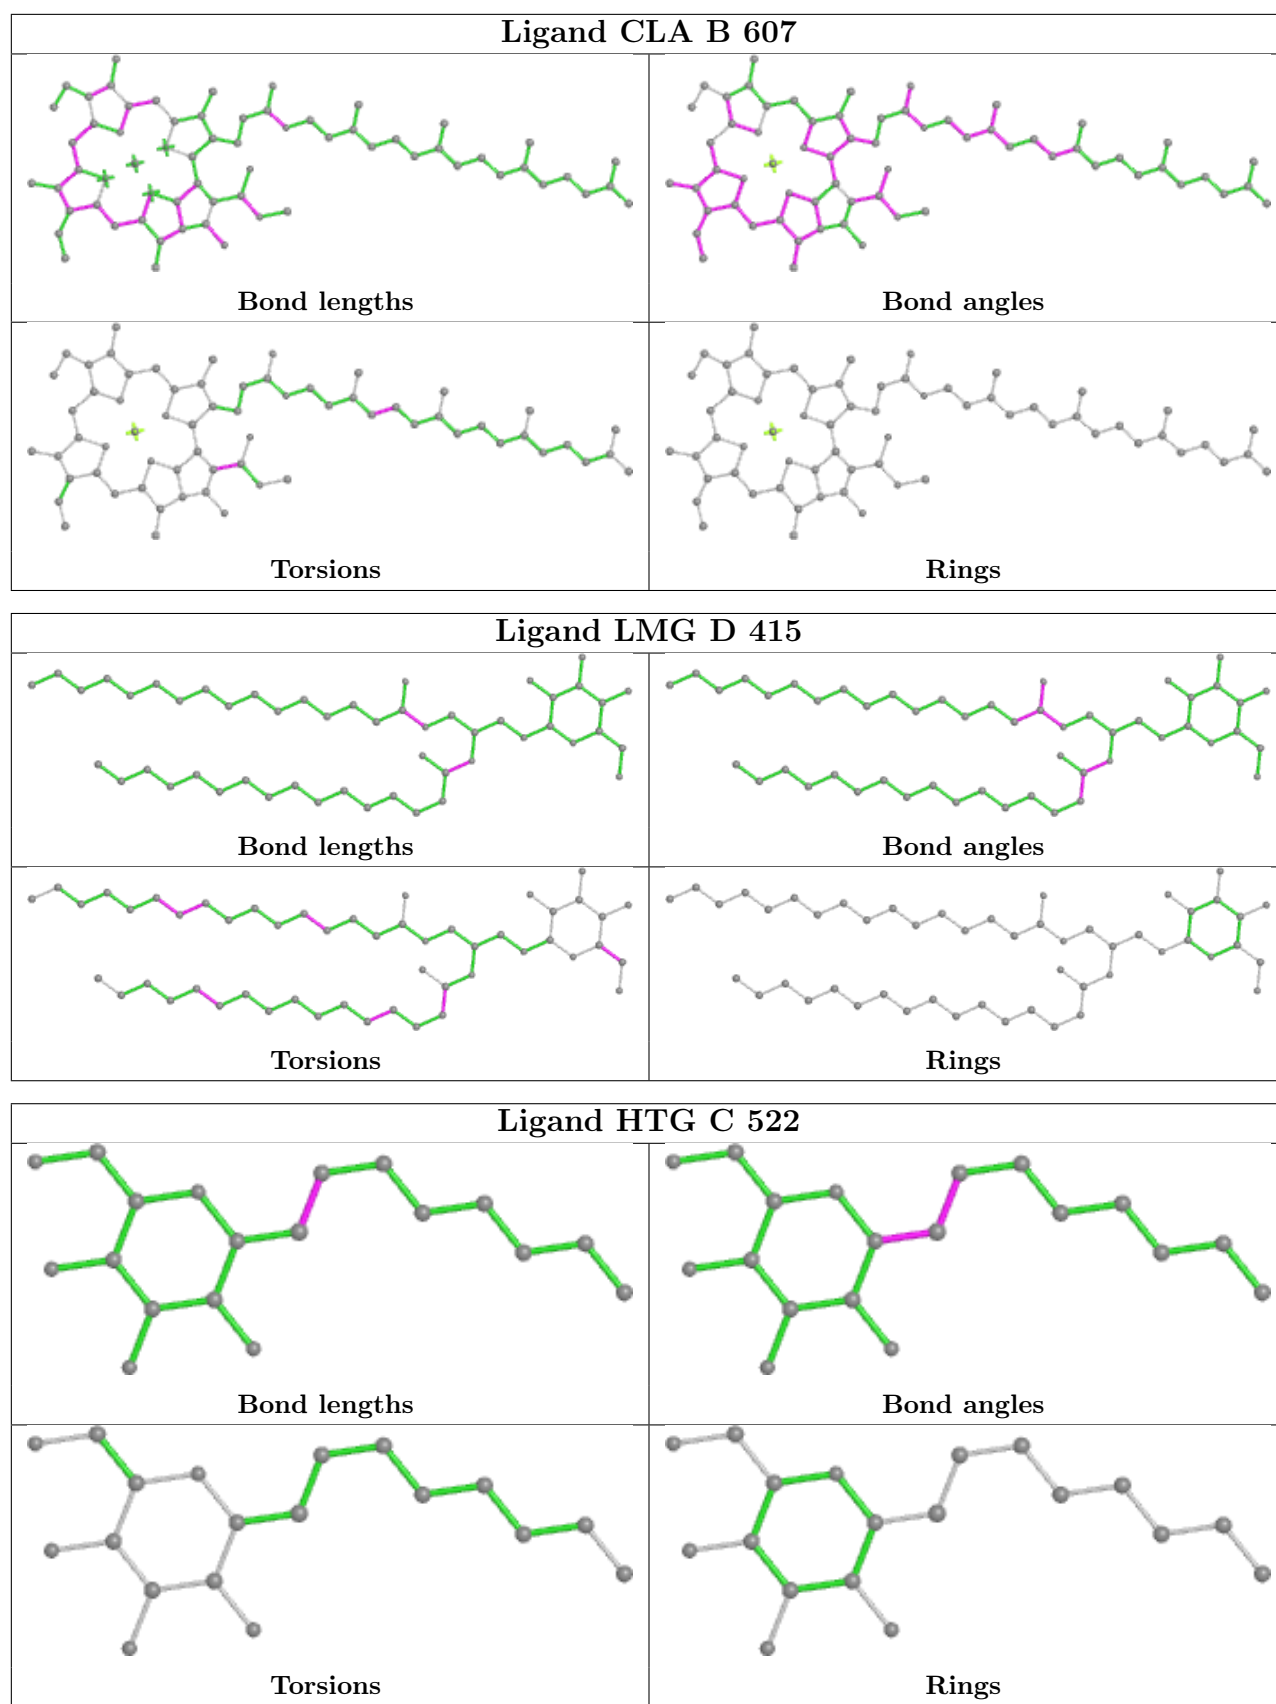 Ligand CLA B 607
Bond lengths
Bond angles
Torsions
Rings
Ligand LMG D 415
Bond lengths
Bond angles
Torsions
Rings
Ligand HTG C 522
Bond lengths
Bond angles
Torsions
Rings